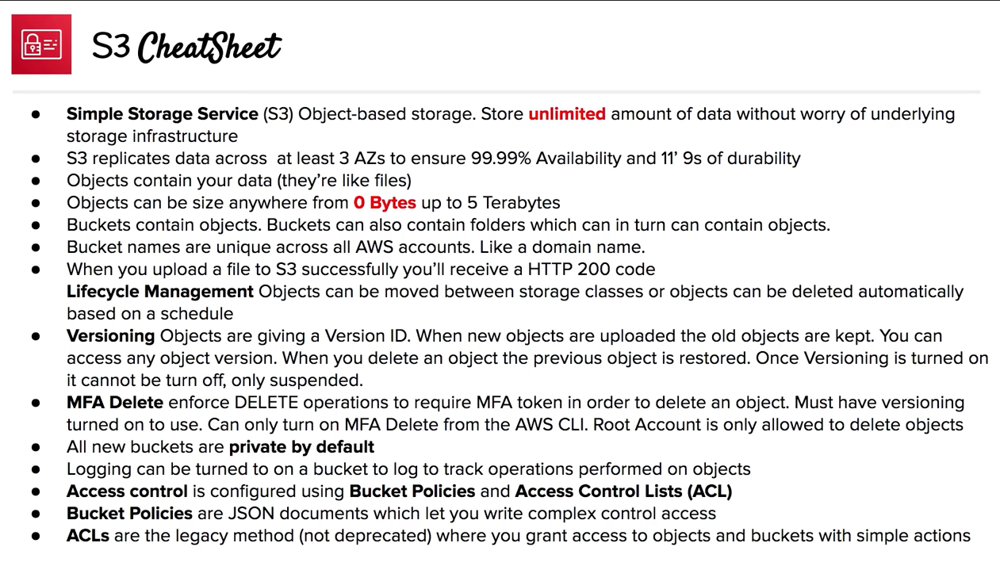 S3 CheatSheet
● Simple Storage Service (S3) Object-based storage. Store unlimited amount of data without worry of underlying
storage infrastructure
● S3 replicates data across  at least 3 AZs to ensure 99.99% Availability and 11’ 9s of durability
● Objects contain your data (they’re like files)
● Objects can be size anywhere from 0 Bytes up to 5 Terabytes
● Buckets contain objects. Buckets can also contain folders which can in turn can contain objects.
● Bucket names are unique across all AWS accounts. Like a domain name.
● When you upload a file to S3 successfully you’ll receive a HTTP 200 code
Lifecycle Management Objects can be moved between storage classes or objects can be deleted automatically
based on a schedule
● Versioning Objects are giving a Version ID. When new objects are uploaded the old objects are kept. You can
access any object version. When you delete an object the previous object is restored. Once Versioning is turned on
it cannot be turn off, only suspended.
● MFA Delete enforce DELETE operations to require MFA token in order to delete an object. Must have versioning
turned on to use. Can only turn on MFA Delete from the AWS CLI. Root Account is only allowed to delete objects
● All new buckets are private by default
● Logging can be turned to on a bucket to log to track operations performed on objects
● Access control is configured using Bucket Policies and Access Control Lists (ACL)
● Bucket Policies are JSON documents which let you write complex control access
● ACLs are the legacy method (not deprecated) where you grant access to objects and buckets with simple actions